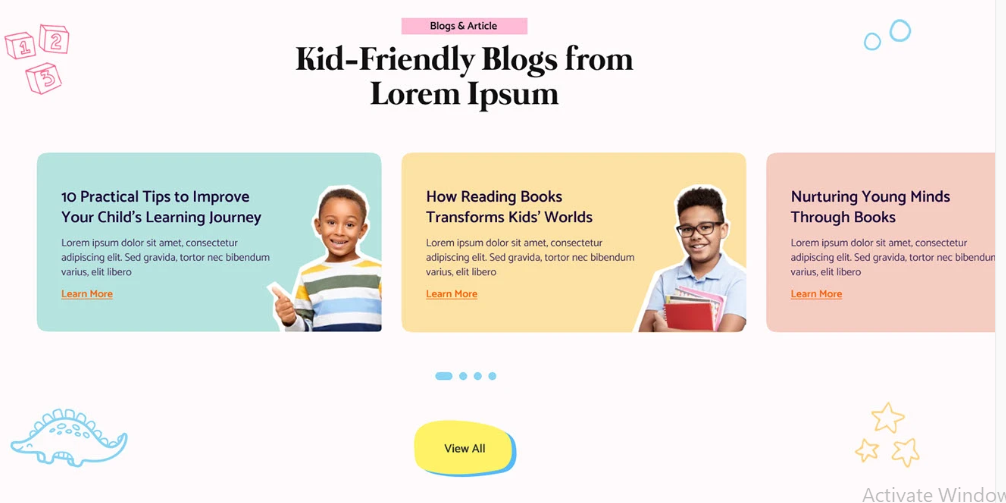 Blogs & Article
Kid-Friendly Blogs from
Lorem Ipsum
1
2
3
10 Practical Tips to Improve
Your Child's Learning Journey
Lorem ipsum dolor sit amet, consectetur
adipiscing elit. Sed gravida, tortor nec bibendum
varius, elit libero
Learn More
How Reading Books
Transforms Kids' Worlds
Lorem ipsum dolor sit amet, consectetur
adipiscing elit. Sed gravida, tortor nec bibendum
varius, elit libero
Learn More
Nurturing Young Minds
Through Books
Lorem ipsum dolor sit amet, consectetur
adipiscing elit. Sed gravida, tortor nec
varius, elit libero
Learn More
View All
Activate